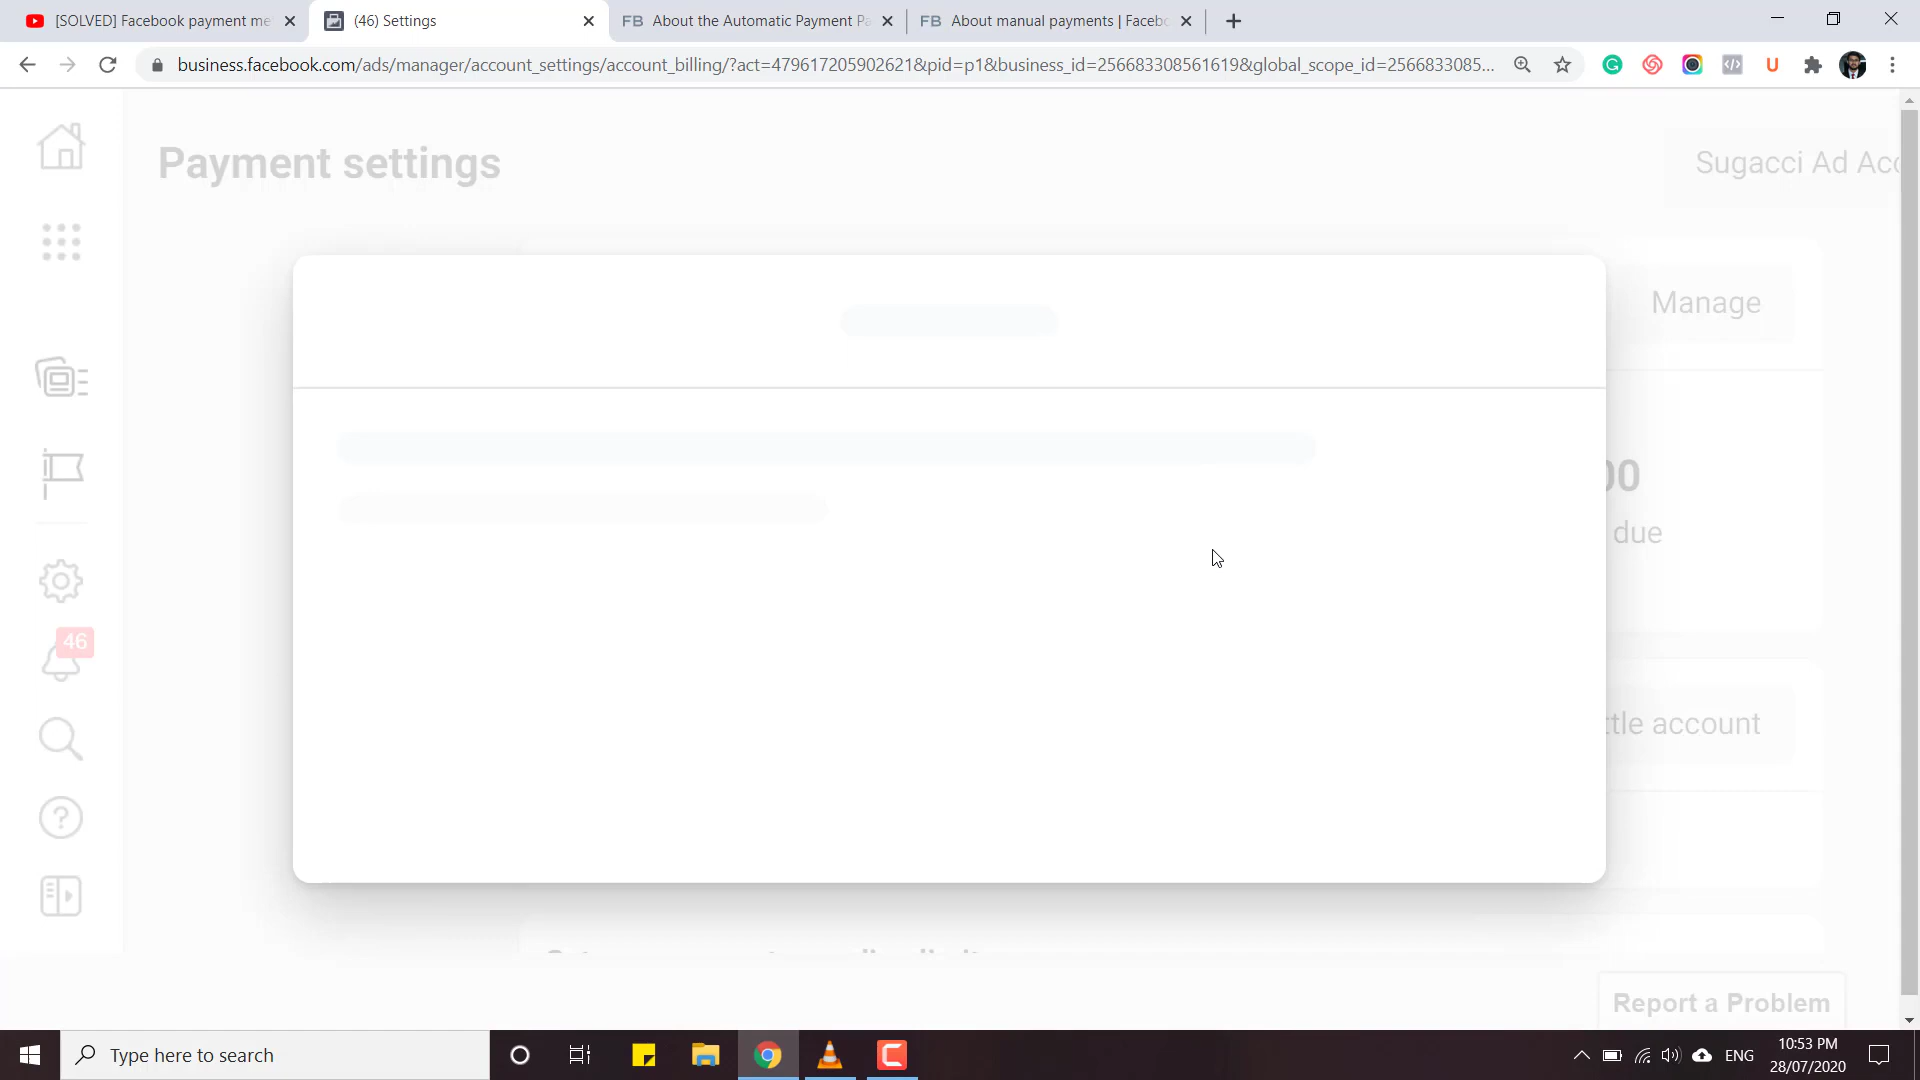 [SOLVED] Facebook payment me
(46) Settings
FB About the Automatic Payment Pa
FB About manual payments | Facebo
business.facebook.com/ads/manager/account_settings/account_billing/?act=479617205902621&pid=p1&business_id=256683308561619&global_scope_id=2566833085...
Payment settings
Sugacci Ad Acc
Manage
00
due
46
ttle account
Report a Problem
Type here to search
ENG
10:53 PM
28/07/2020